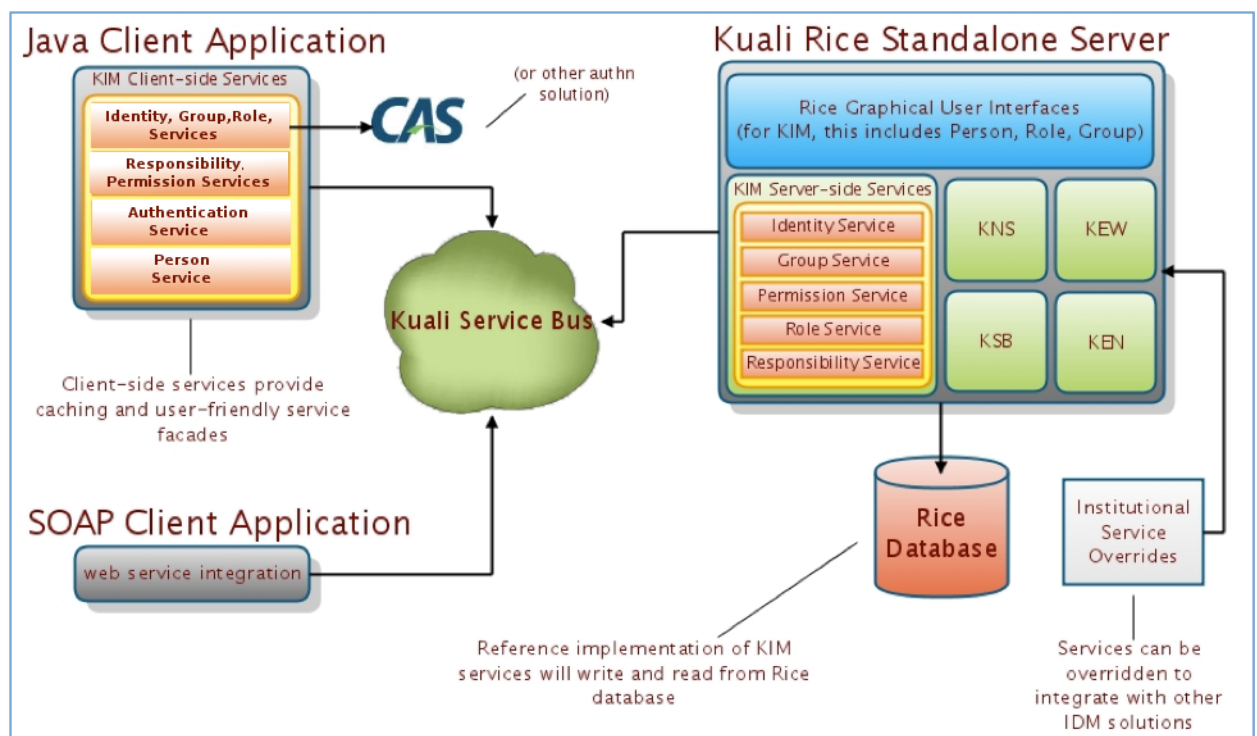 Java Client Application
KIM Client-side Services
Identity, Group,Role,
Services
Responsibility,
Permission Services
Authentication
Service
Person
Service
CAS
(or other authn
solution)
Client-side services provide
caching and user-friendly service
facades
Kuali Service Bus
SOAP Client Application
web service integration
Kuali Rice Standalone Server
Rice Graphical User Interfaces
(for KIM, this includes Person, Role, Group)
KIM Server-side Services
Identity Service
Group Service
Permission Service
Role Service
Responsibility Service
KNS
KEW
KSB
KEN
Rice
Database
Institutional
Service
Overrides
Reference implementation of KIM
services will write and read from Rice
database
Services can be
overridden to
integrate with other
IDM solutions